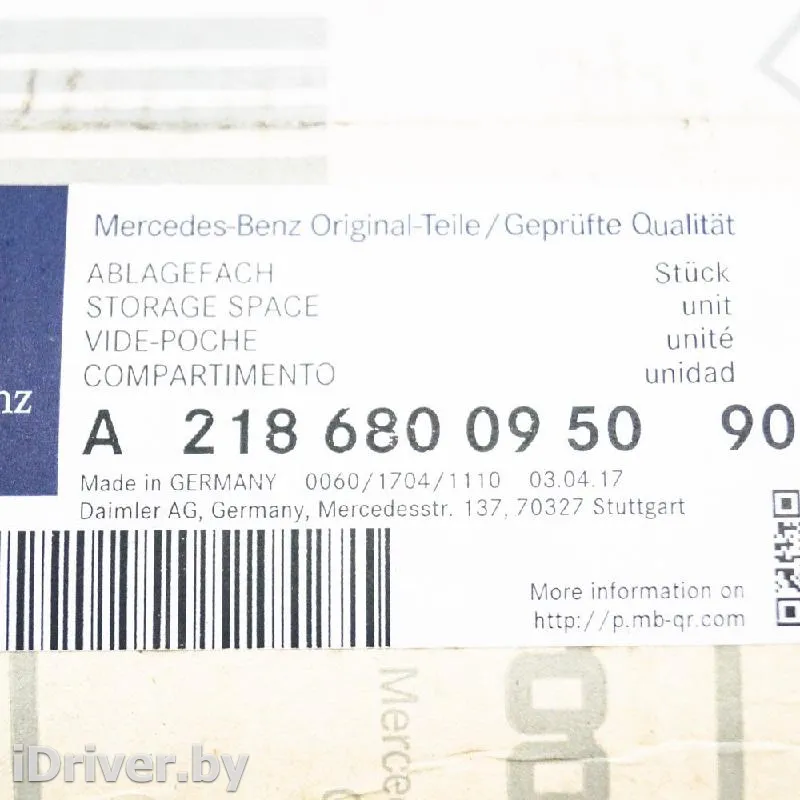 Mercedes-Benz Original-Teile/Geprüfte Qualität
ABLAGEFACH Stück
STORAGE SPACE unit
VIDE-POCHE unité
COMPARTIMENTO unidad
nz
A 218 680 09 50 90
Made in GERMANY 0060/1704/1110 03.04.17
Daimler AG, Germany, Mercedesstr. 137, 70327 Stuttgart
More information on
http://p.mb-qr.com
Merced
iDriver.by